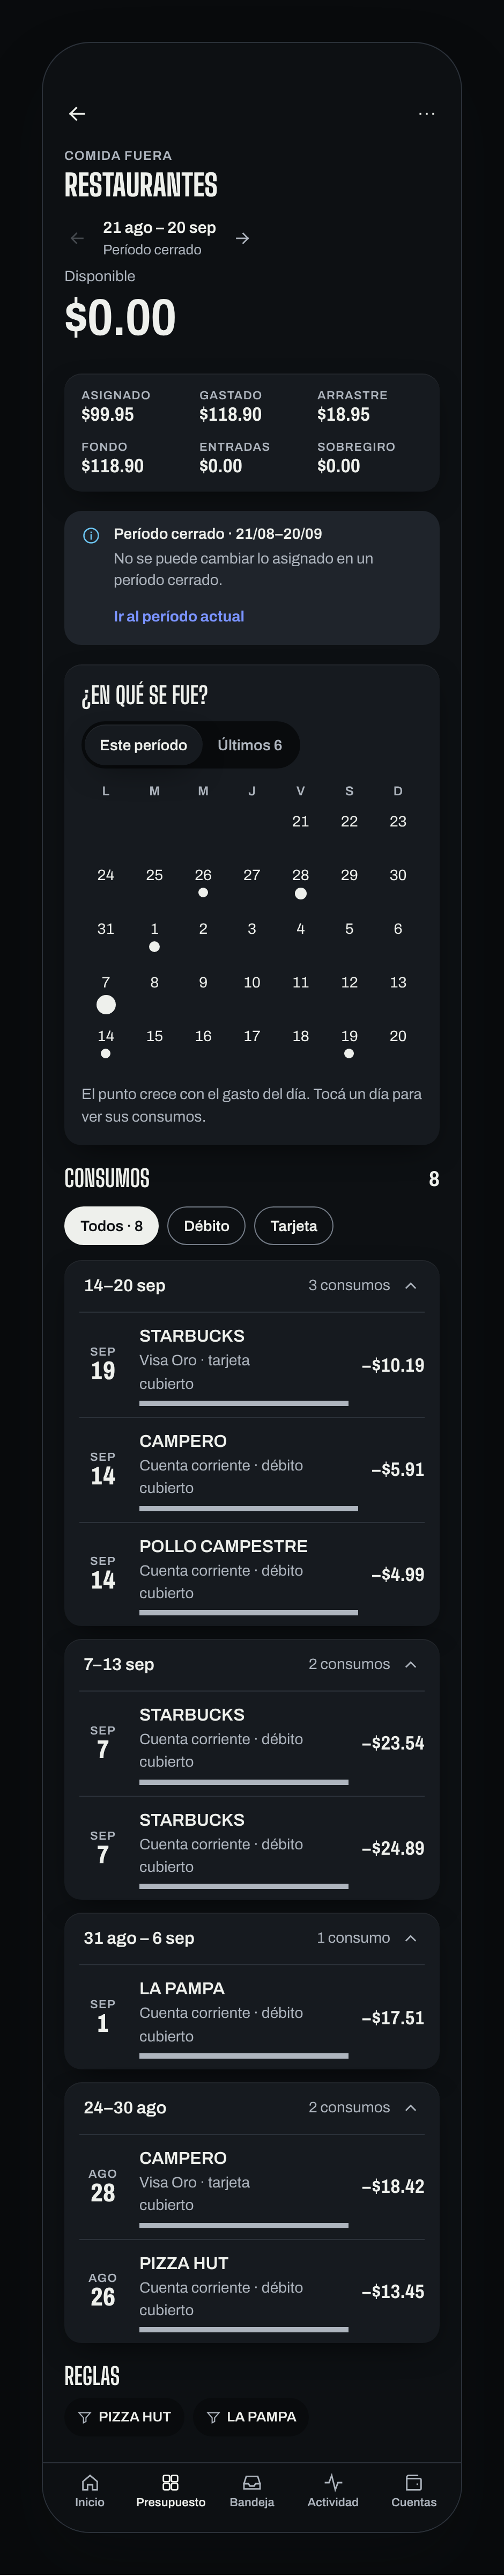 COMIDA FUERA
RESTAURANTES
21 ago – 20 sep
Período cerrado
Disponible
$0.00
ASIGNADO GASTADO ARRASTRE
$99.95 $118.90 $18.95
FONDO ENTRADAS SOBREGIRO
$118.90 $0.00 $0.00
Período cerrado · 21/08–20/09
No se puede cambiar lo asignado en un
período cerrado.
Ir al período actual
¿EN QUÉ SE FUE?
Este período Últimos 6
L M M J V S D
21 22 23
24 25 26 27 28 29 30
31 1 2 3 4 5 6
7 8 9 10 11 12 13
14 15 16 17 18 19 20
El punto crece con el gasto del día. Tocá un día para
ver sus consumos.
CONSUMOS 8
Todos · 8 Débito Tarjeta
14–20 sep 3 consumos
SEP 19
STARBUCKS
Visa Oro · tarjeta
cubierto
–$10.19
SEP 14
CAMPERO
Cuenta corriente · débito
cubierto
–$5.91
SEP 14
POLLO CAMPESTRE
Cuenta corriente · débito
cubierto
–$4.99
7–13 sep 2 consumos
SEP 7
STARBUCKS
Cuenta corriente · débito
cubierto
–$23.54
SEP 7
STARBUCKS
Cuenta corriente · débito
cubierto
–$24.89
31 ago – 6 sep 1 consumo
SEP 1
LA PAMPA
Cuenta corriente · débito
cubierto
–$17.51
24–30 ago 2 consumos
AGO 28
CAMPERO
Visa Oro · tarjeta
cubierto
–$18.42
AGO 26
PIZZA HUT
Cuenta corriente · débito
cubierto
–$13.45
REGLAS
PIZZA HUT LA PAMPA
Inicio Presupuesto Bandeja Actividad Cuentas